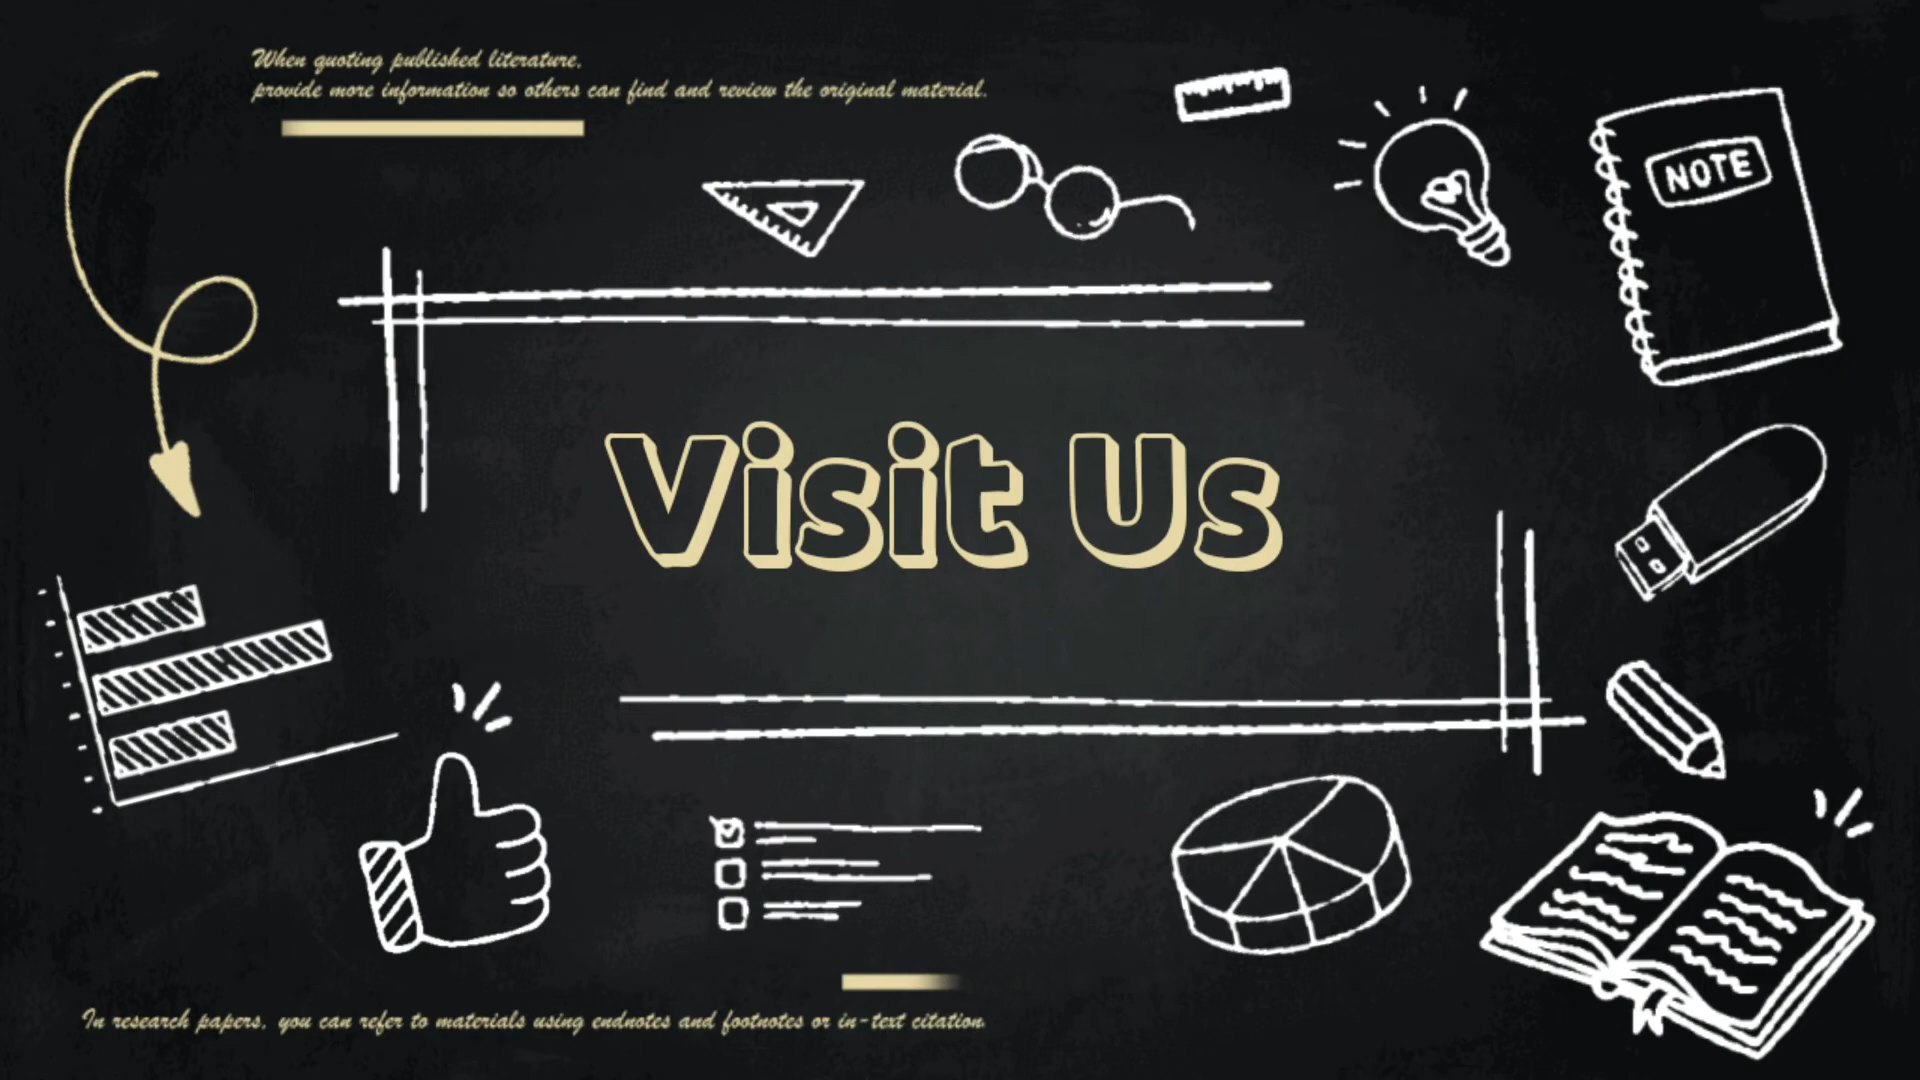 When quoting published literature,
provide more information so others can find and review the original material.
NOTE
Visit Us
In research papers, you can refer to materials using endnotes and footnotes or in-text citation